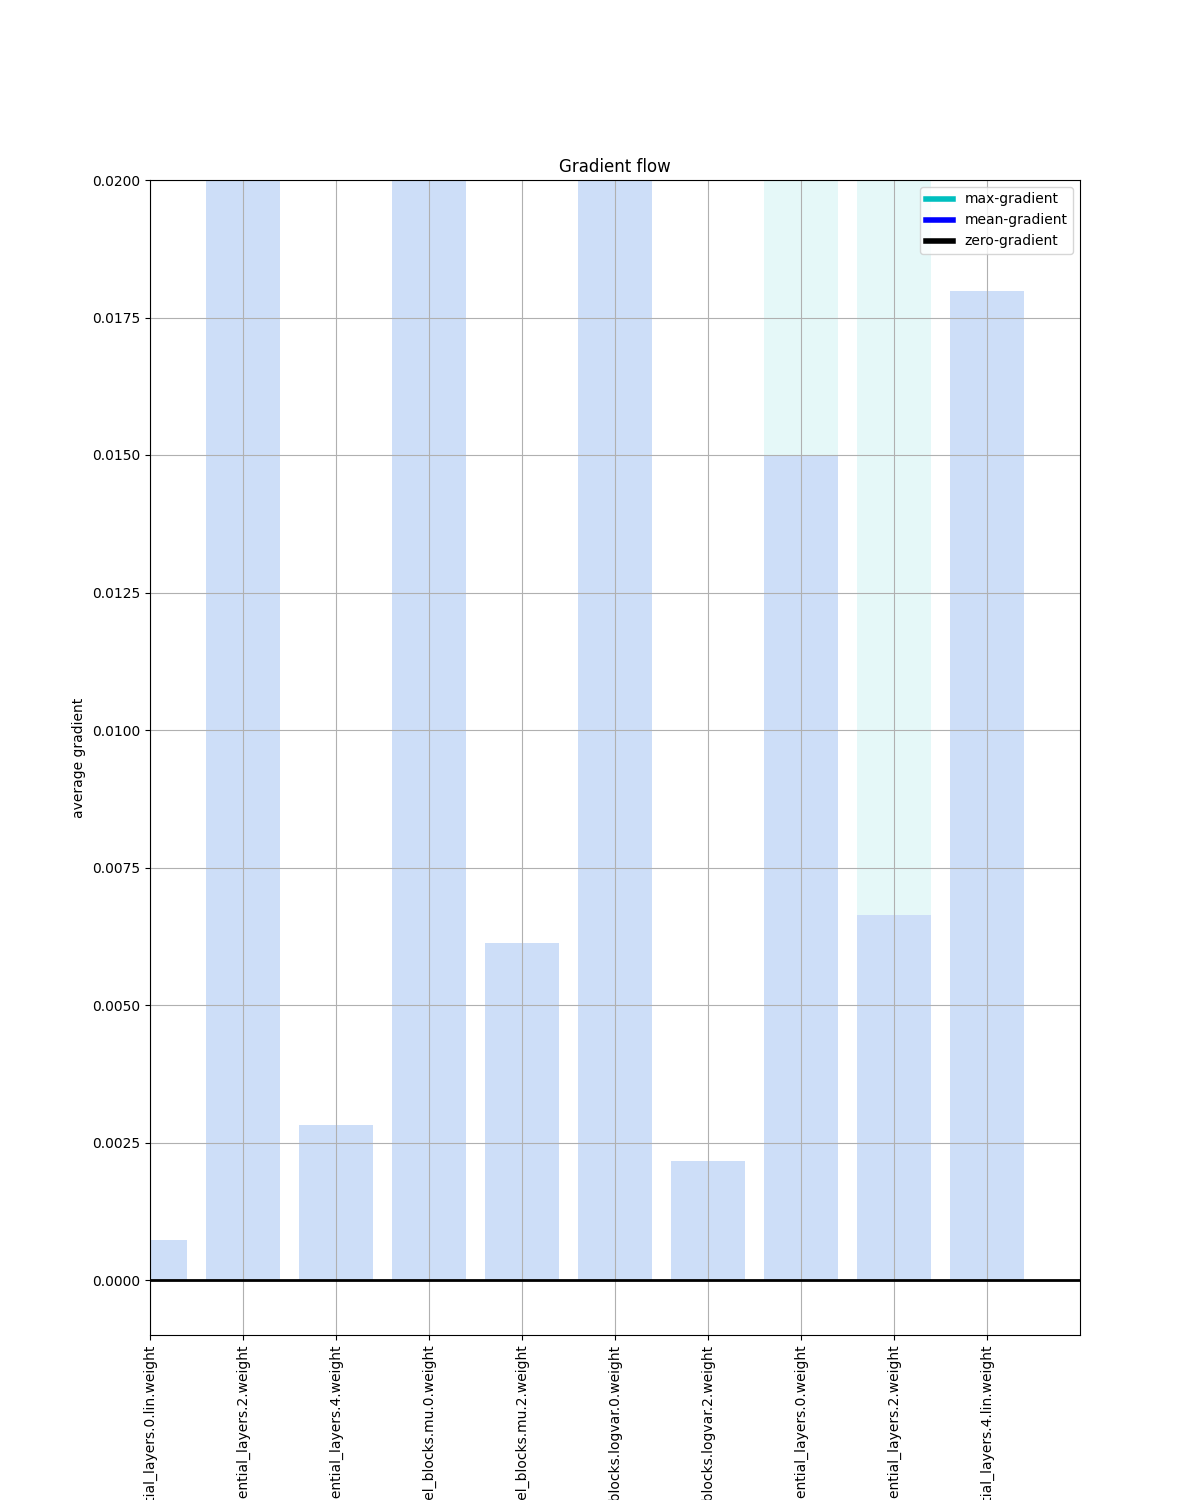 Gradient flow
max-gradient
mean-gradient
zero-gradient
0.0200
0.0175
0.0150
0.0125
0.0100
0.0075
0.0050
0.0025
0.0000
average gradient
tial_layers.0.lin.weight
ential_layers.2.weight
ential_layers.4.weight
el_blocks.mu.0.weight
el_blocks.mu.2.weight
blocks.logvar.0.weight
blocks.logvar.2.weight
ential_layers.0.weight
ential_layers.2.weight
tial_layers.4.lin.weight